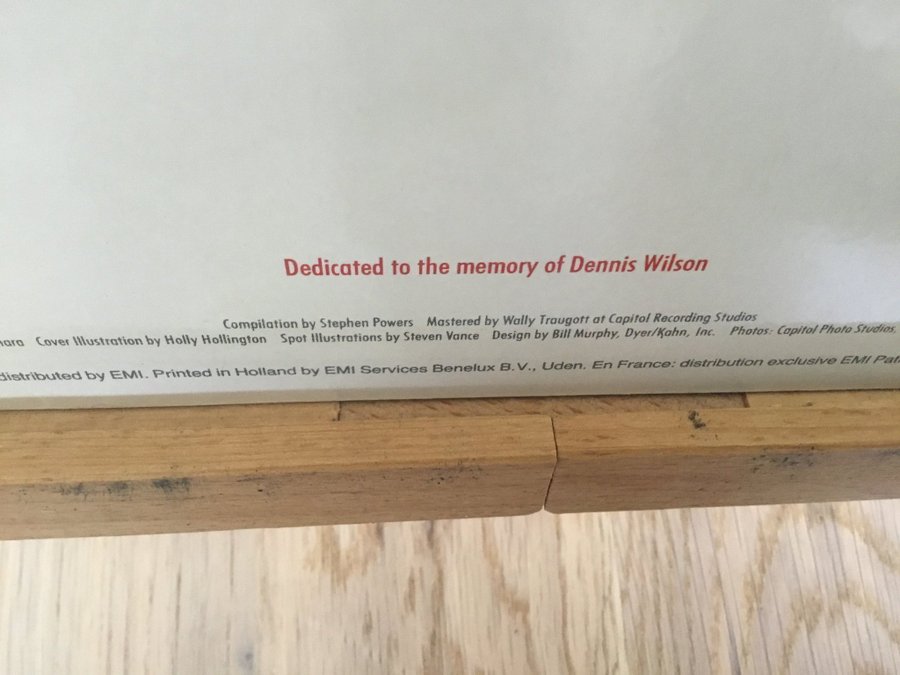 Dedicated to the memory of Dennis Wilson
Compilation by Stephen Powers Mastered by Wally Traugott at Capitol Recording Studios
Cover Illustration by Holly Hollington Spot Illustrations by Steven Vance Design by Bill Murphy, Dyer/Kahn, Inc. Photos: Capitol Photo Studios,
distributed by EMI. Printed in Holland by EMI Services Benelux B.V., Uden. En France: distribution exclusive EMI